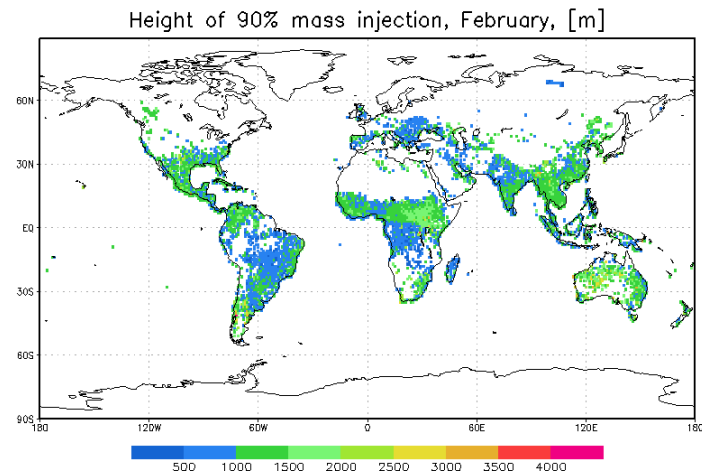 Height of 90% mass injection, February, [m]
60N
30N
EQ
30S
60S
90S
180 120W 60W 0 60E 120E 18
500 1000 1500 2000 2500 3000 3500 4000